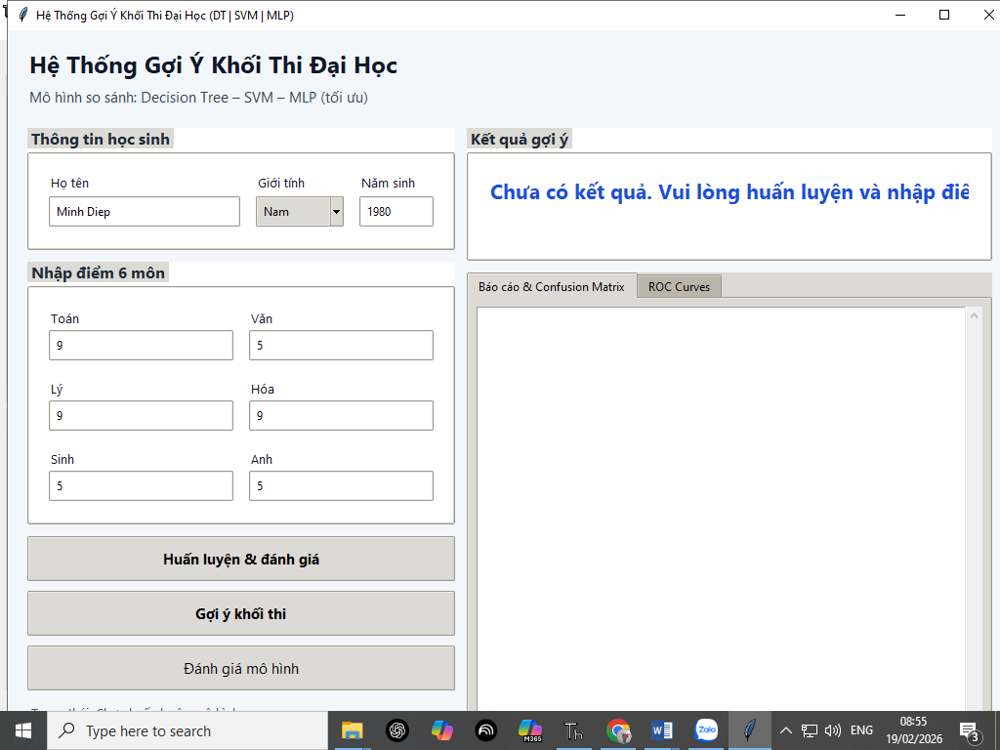 Hệ Thống Gợi Ý Khối Thi Đại Học (DT | SVM | MLP)
Hệ Thống Gợi Ý Khối Thi Đại Học
Mô hình so sánh: Decision Tree – SVM – MLP (tối ưu)
Thông tin học sinh
Họ tên Giới tính Năm sinh
Minh Diep Nam 1980
Nhập điểm 6 môn
Toán Văn
9 5
Lý Hóa
9 9
Sinh Anh
5 5
Huấn luyện & đánh giá
Gợi ý khối thi
Đánh giá mô hình
Kết quả gợi ý
Chưa có kết quả. Vui lòng huấn luyện và nhập điể
Báo cáo & Confusion Matrix ROC Curves
Type here to search
M365
Th
Zalo
ENG
08:55
19/02/2026
3